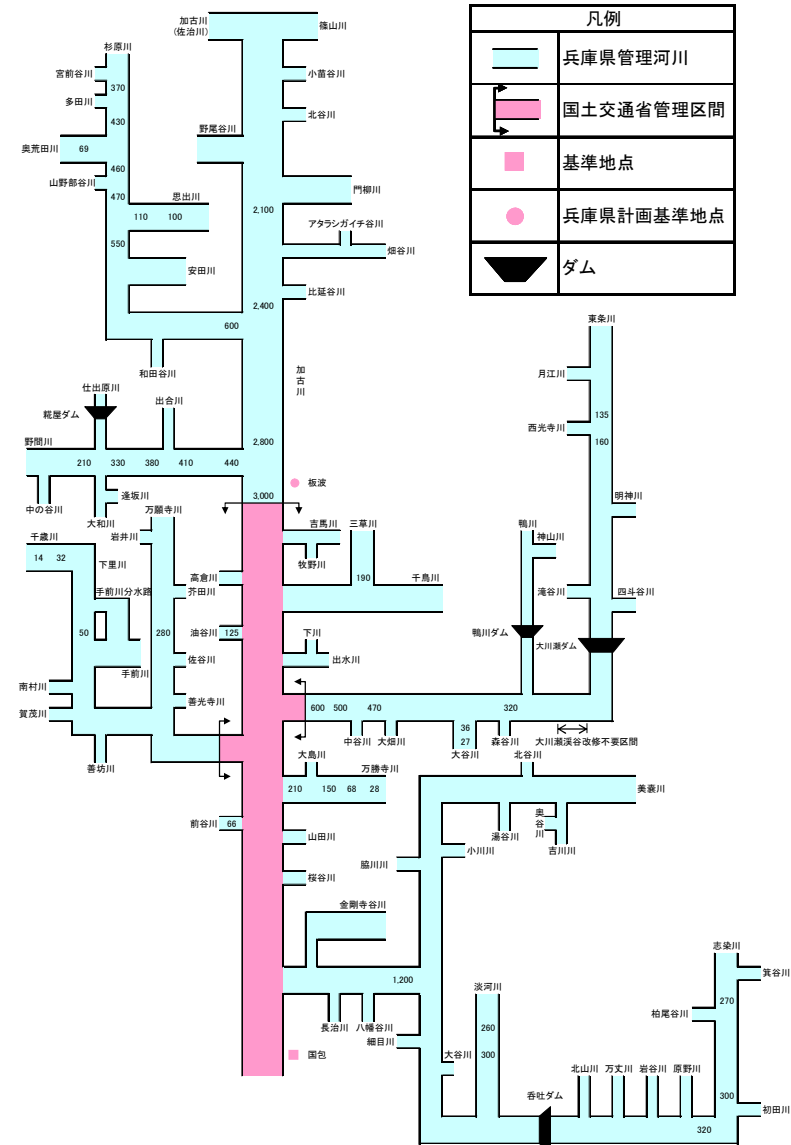 凡例
兵庫県管理河川
国土交通省管理区間
基準地点
兵庫県計画基準地点
ダム
加古川
(佐治川)
篠山川
杉原川
宮前谷川
小苗谷川
370
多田川
北谷川
430
野尾谷川
奥荒田川
69
460
山野部谷川
470
思出川
門柳川
110
100
2,100
アタラシガイチ谷川
550
畑谷川
安田川
比延谷川
2,400
600
和田谷川
加古川
東条川
月江川
仕出原川
糀屋ダム
出合川
135
西光寺川
160
野間川
2,800
210
330
380
410
440
板波
中の谷川
逢坂川
3,000
明神川
大和川
万願寺川
千歳川
岩井川
吉馬川
三草川
鴨川
神山川
14
32
下里川
牧野川
高倉川
190
千鳥川
手前川分水路
芥田川
滝谷川
四斗谷川
50
280
油谷川
125
下川
鴨川ダム
大川瀬ダム
手前川
佐谷川
出水川
南村川
善光寺川
賀茂川
600
500
470
320
36
27
中谷川
大畑川
大谷川
森谷川
大川瀬渓谷改修不要区間
善坊川
大島川
万勝寺川
北谷川
210
150
68
28
美嚢川
前谷川
66
奥谷川
山田川
湯谷川
吉川川
小川川
脇川川
桜谷川
金剛寺谷川
志染川
箕谷川
1,200
淡河川
270
柏尾谷川
長治川
八幡谷川
260
細目川
国包
大谷川
300
北山川
万丈川
岩谷川
原野川
呑吐ダム
300
初田川
320